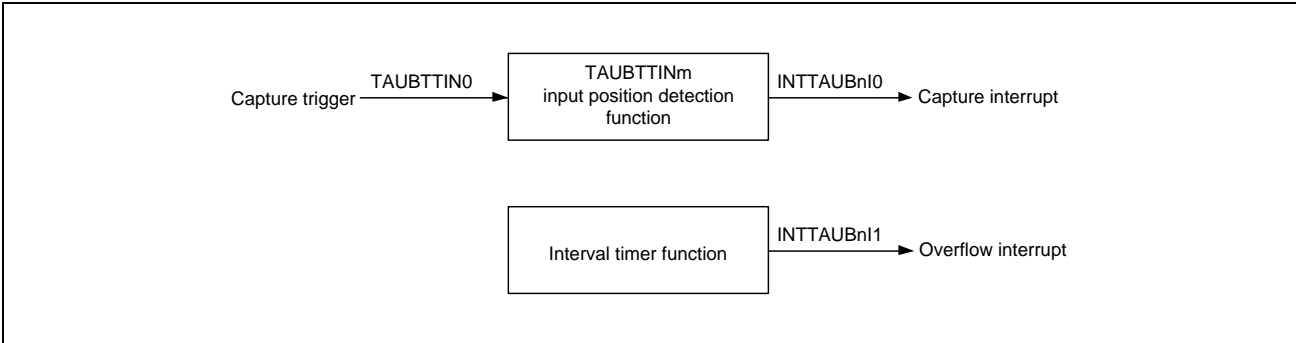 Capture trigger
TAUBTTIN0
TAUBTTINm
input position detection
function
INTTAUBnI0
Capture interrupt
Interval timer function
INTTAUBnI1
Overflow interrupt